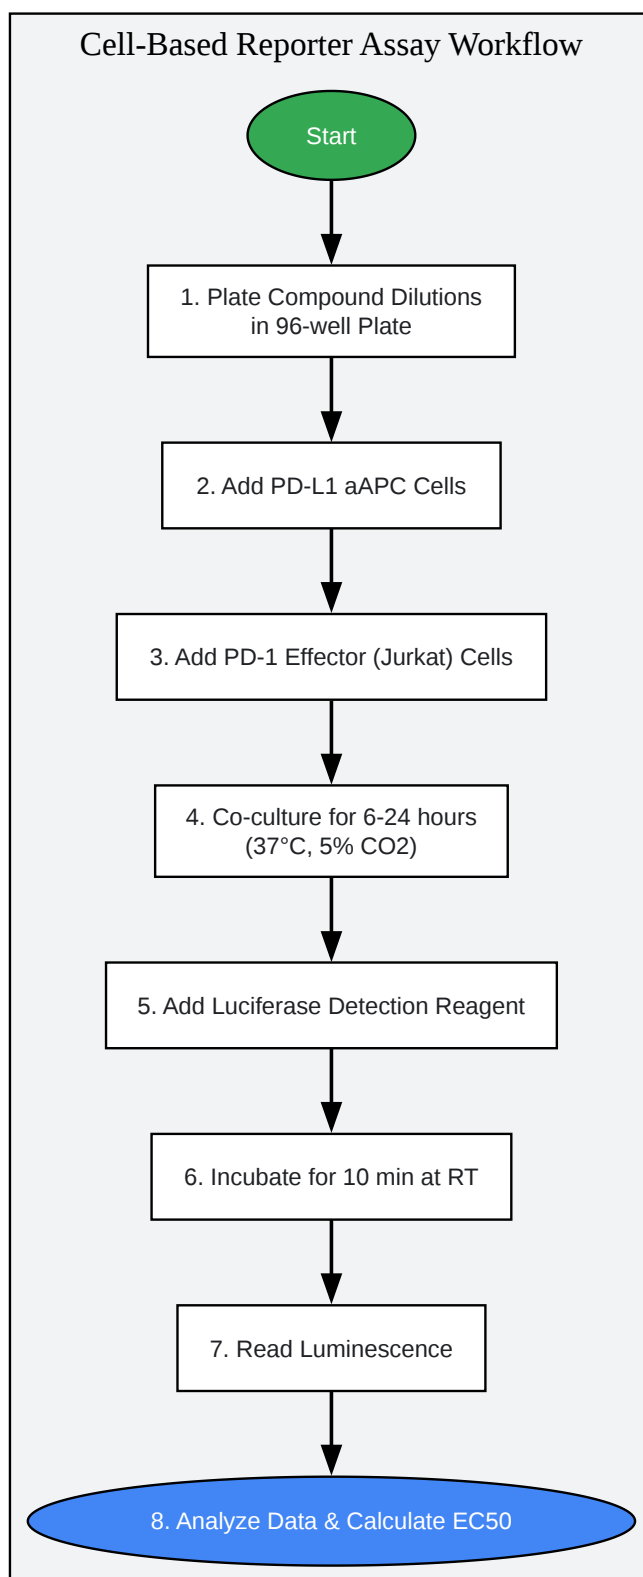 Cell-Based Reporter Assay Workflow
Start
1. Plate Compound Dilutions
in 96-well Plate
2. Add PD-L1 aAPC Cells
3. Add PD-1 Effector (Jurkat) Cells
4. Co-culture for 6-24 hours
(37°C, 5% CO2)
5. Add Luciferase Detection Reagent
6. Incubate for 10 min at RT
7. Read Luminescence
8. Analyze Data & Calculate EC50